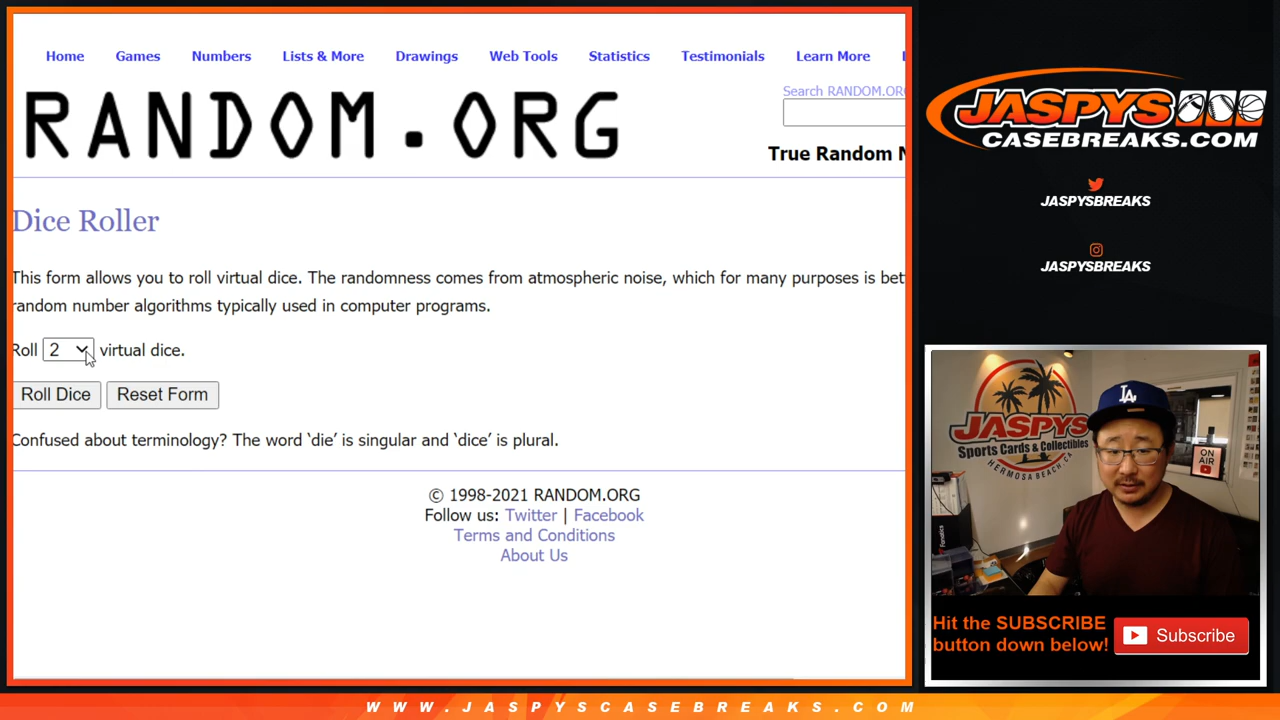 Home Games Numbers Lists & More Drawings Web Tools Statistics Testimonials Learn More
RANDOM.ORG
Search RANDOM.ORG
True Random N
Dice Roller
This form allows you to roll virtual dice. The randomness comes from atmospheric noise, which for many purposes is bet
random number algorithms typically used in computer programs.
Roll 2 virtual dice.
Roll Dice Reset Form
Confused about terminology? The word ‘die’ is singular and ‘dice’ is plural.
© 1998-2021 RANDOM.ORG
Follow us: Twitter | Facebook
Terms and Conditions
About Us
JASPYS
CASEBREAKS.COM
JASPYSBREAKS
JASPYSBREAKS
JASPYS
Sports Cards & Collectibles
HERMOSA BEACH, CA
LA
ON AIR
Fanatics
Hit the SUBSCRIBE
button down below!
Subscribe
WWW.JASPYSCASEBREAKS.COM